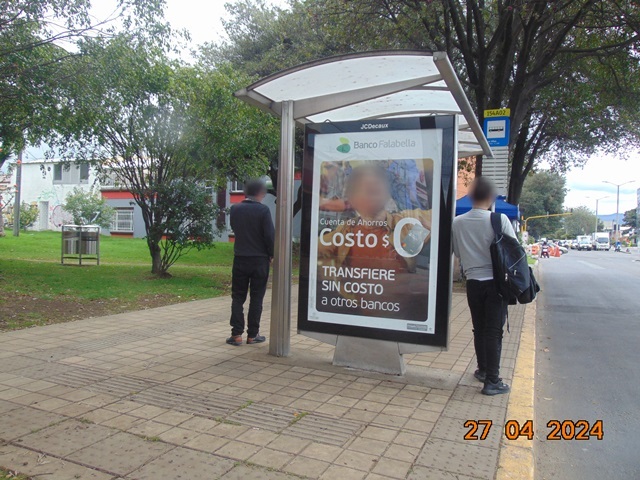 JCDecaux
Banco Falabella
Cuenta de Ahorros
Costo $0
TRANSFIERE
SIN COSTO
a otros bancos
27 04 2024